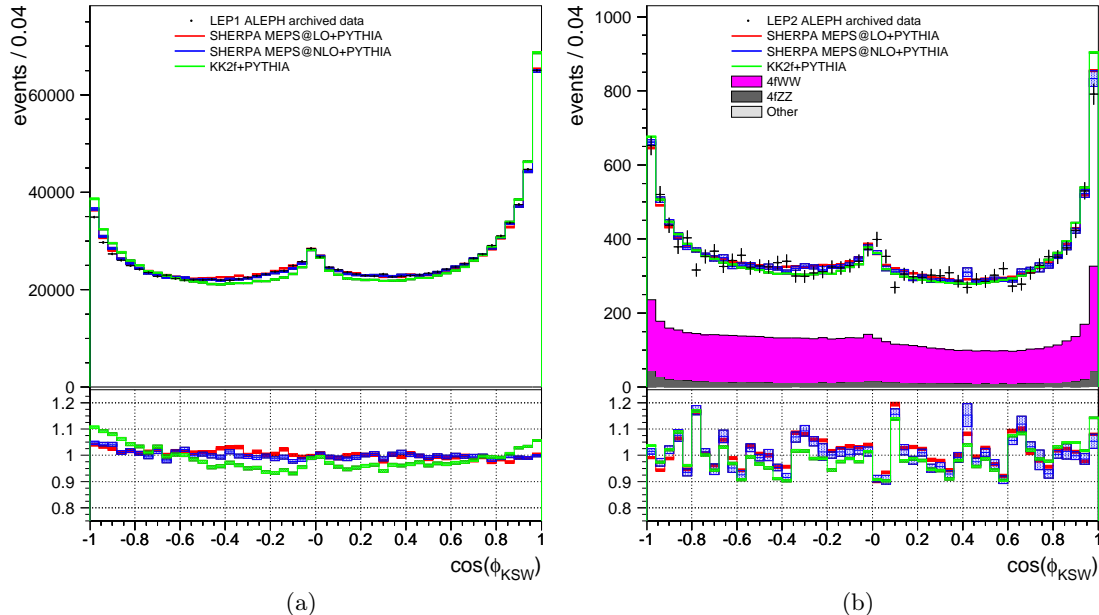 events / 0.04
LEP1 ALEPH archived data
SHERPA MEPS@LO+PYTHIA
SHERPA MEPS@NLO+PYTHIA
KK2f+PYTHIA
60000
40000
20000
0
1.2
1.1
1
0.9
0.8
-1 -0.8 -0.6 -0.4 -0.2 -0 0.2 0.4 0.6 0.8 1
cos(ϕKSW)
(a)
events / 0.04
1000
LEP2 ALEPH archived data
SHERPA MEPS@LO+PYTHIA
SHERPA MEPS@NLO+PYTHIA
KK2f+PYTHIA
4fWW
4fZZ
Other
800
600
400
200
0
1.2
1.1
1
0.9
0.8
-1 -0.8 -0.6 -0.4 -0.2 -0 0.2 0.4 0.6 0.8 1
cos(ϕKSW)
(b)